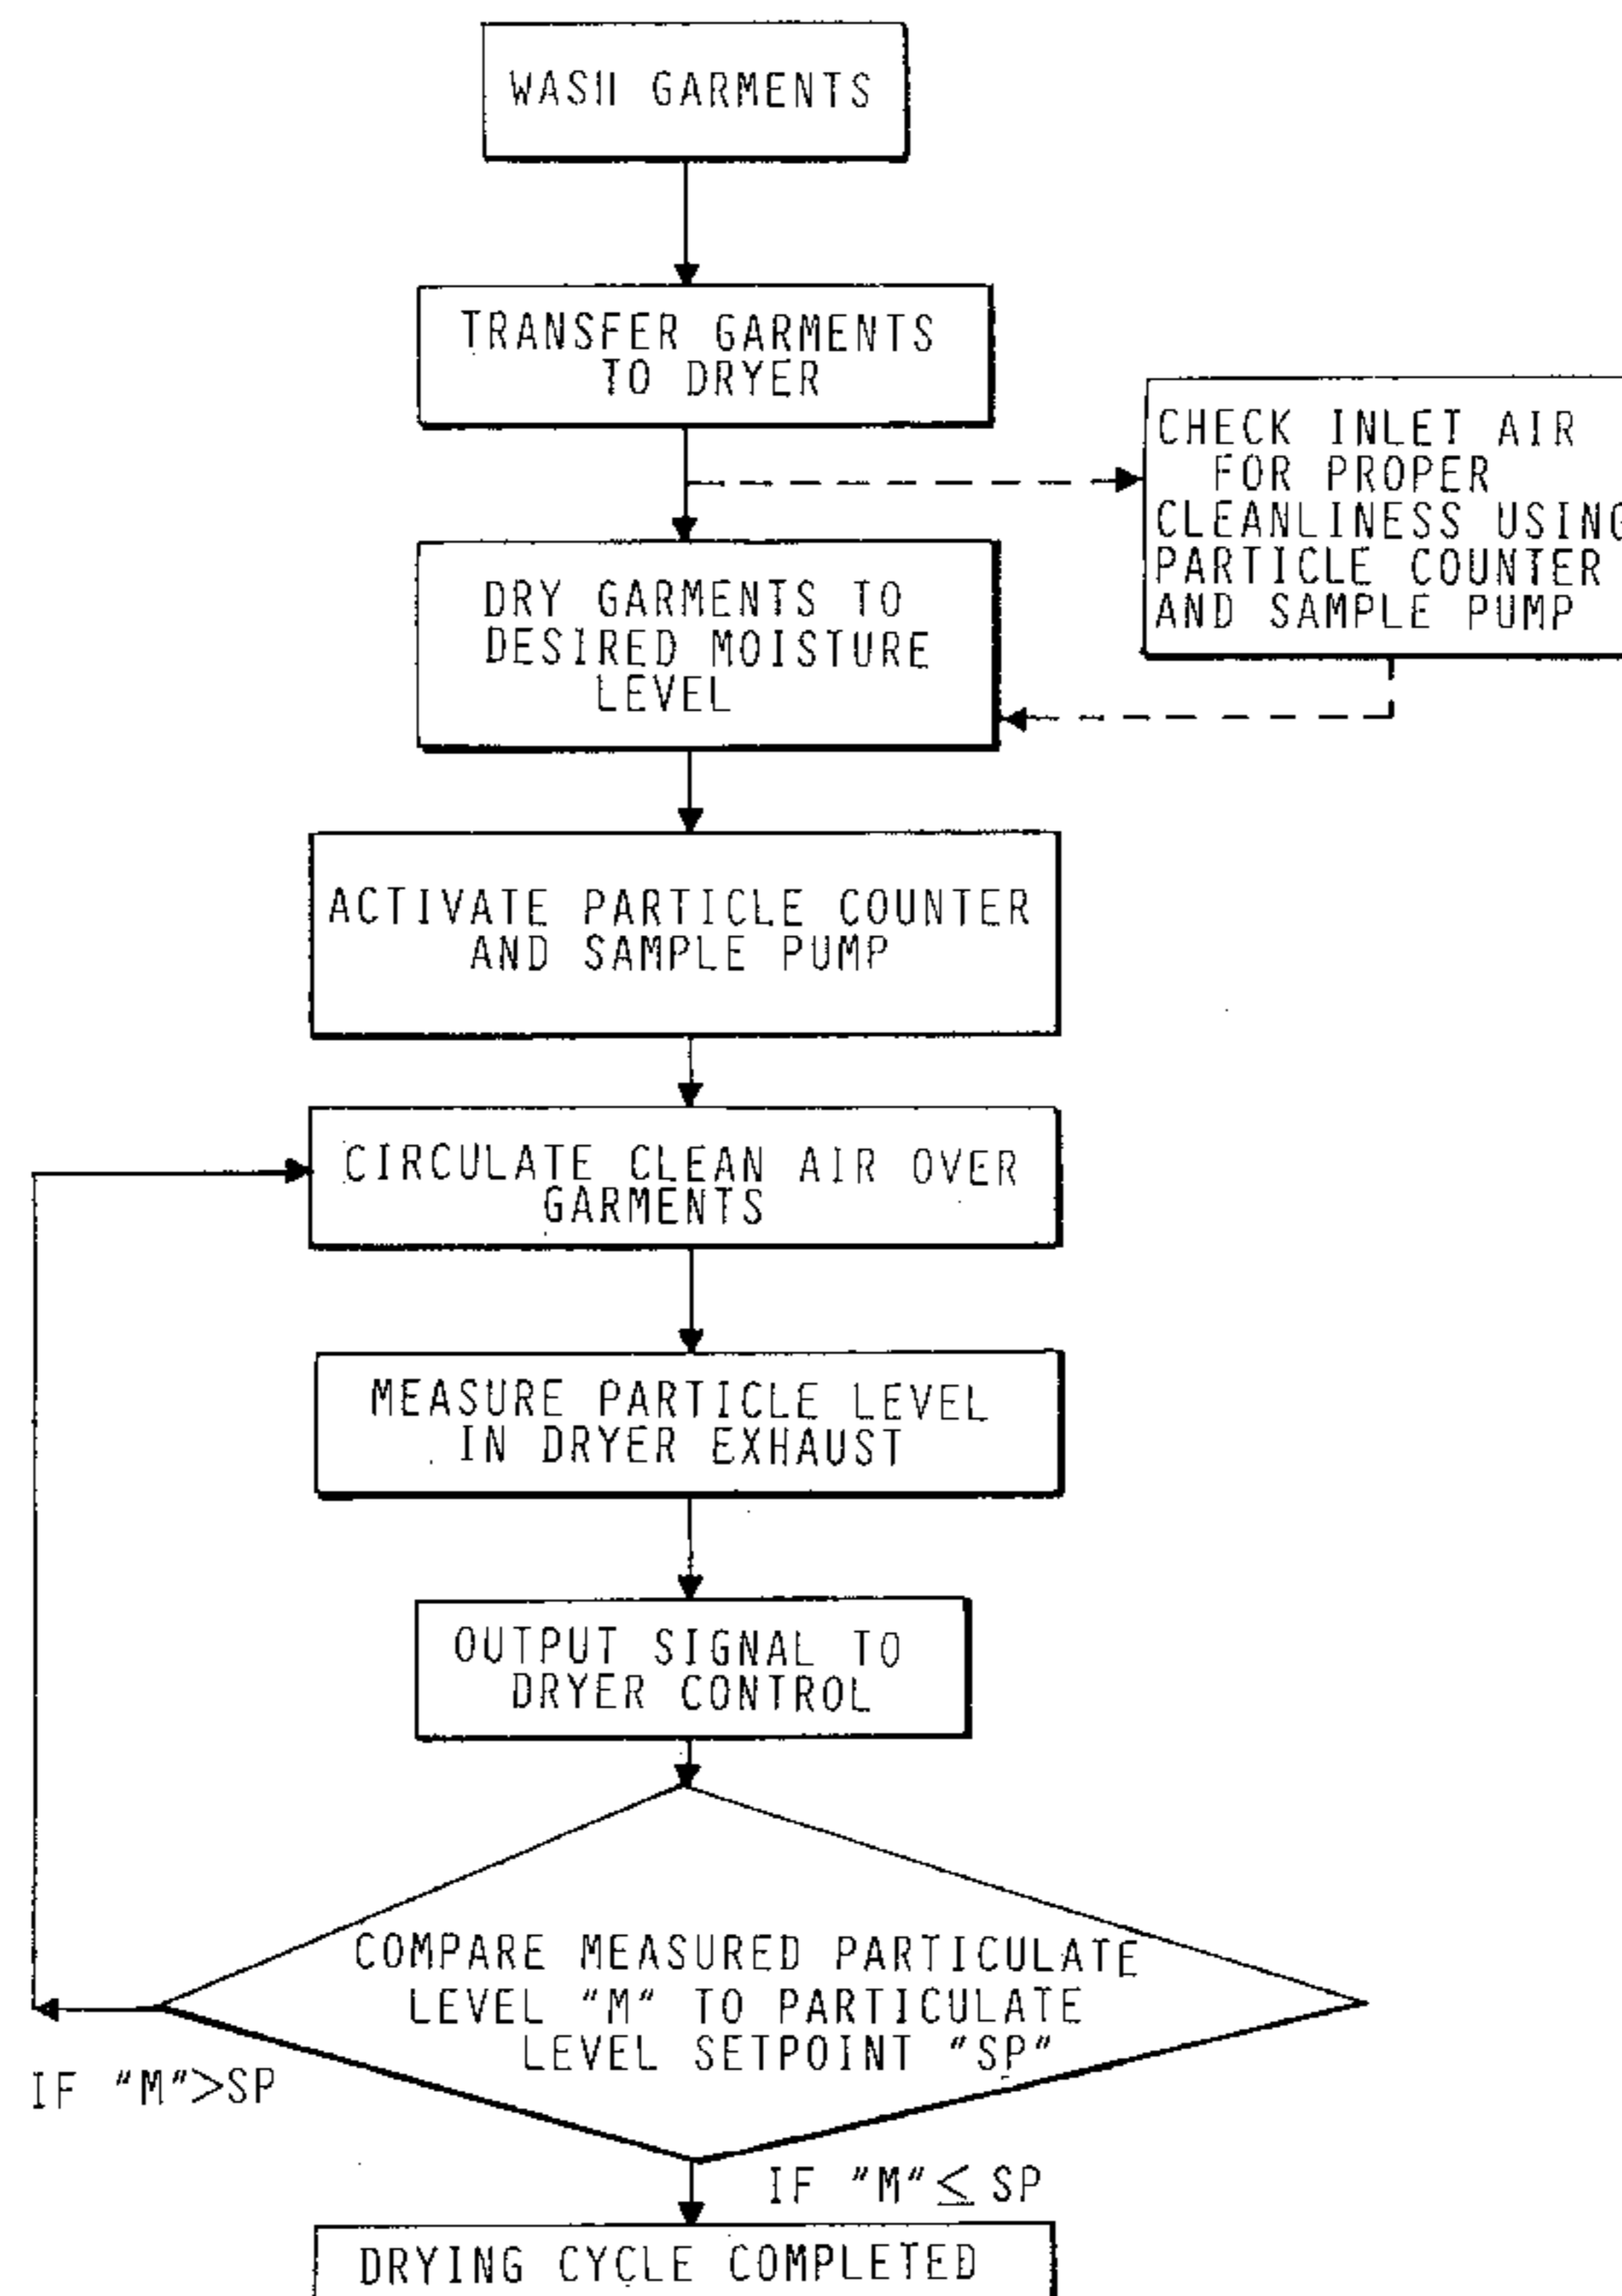 WASH GARMENTS
TRANSFER GARMENTS
TO DRYER
CHECK INLET AIR
FOR PROPER
CLEANLINESS USING
PARTICLE COUNTER
AND SAMPLE PUMP
DRY GARMENTS TO
DESIRED MOISTURE
LEVEL
ACTIVATE PARTICLE COUNTER
AND SAMPLE PUMP
CIRCULATE CLEAN AIR OVER
GARMENTS
MEASURE PARTICLE LEVEL
IN DRYER EXHAUST
OUTPUT SIGNAL TO
DRYER CONTROL
COMPARE MEASURED PARTICULATE
LEVEL "M" TO PARTICULATE
LEVEL SETPOINT "SP"
IF "M">SP
IF "M"≤ SP
DRYING CYCLE COMPLETED